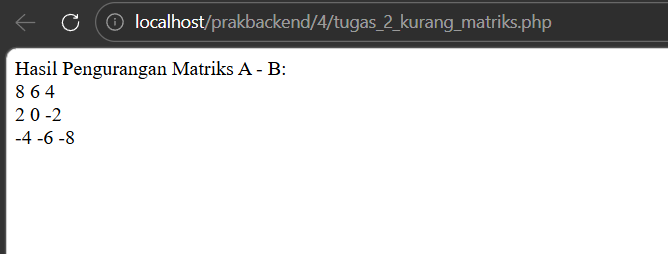 localhost/prakbackend/4/tugas_2_kurang_matriks.php
Hasil Pengurangan Matriks A - B:
8 6 4
2 0 -2
-4 -6 -8